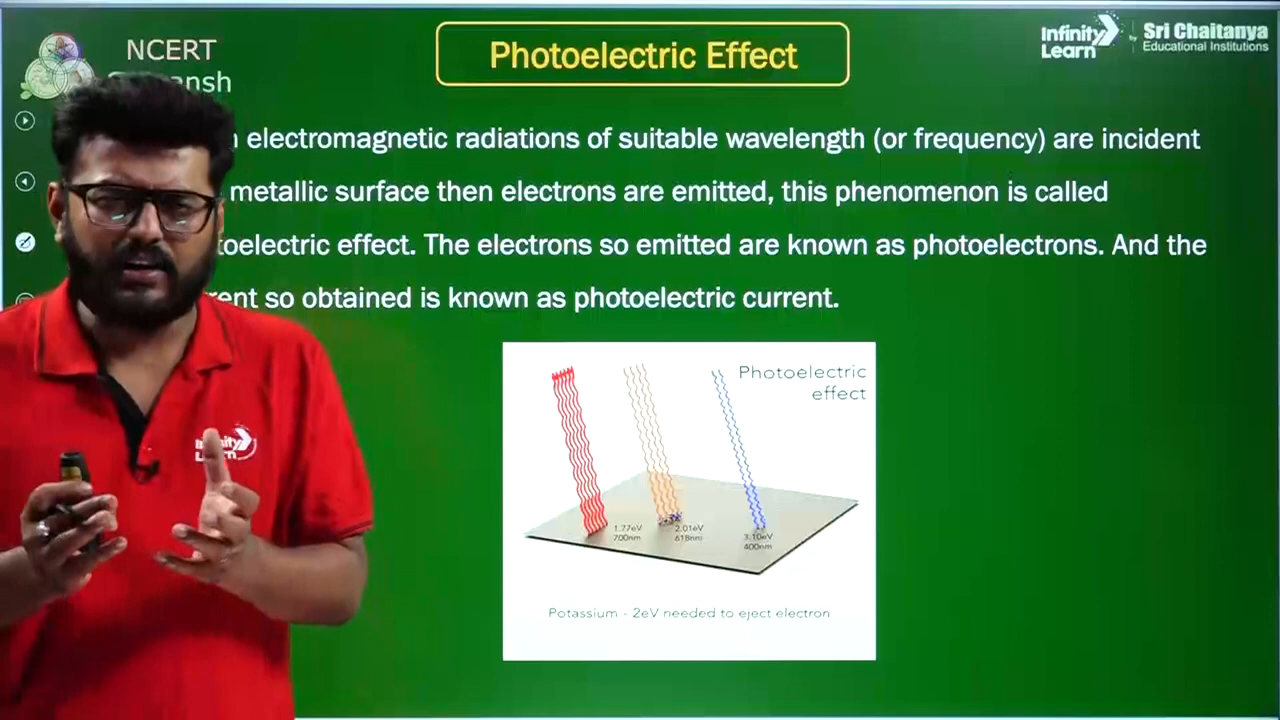 NCERT
Photoelectric Effect
Infinity
Learn
by
Sri Chaitanya
Educational Institutions
electromagnetic radiations of suitable wavelength (or frequency) are incident
metallic surface then electrons are emitted, this phenomenon is called
toelectric effect. The electrons so emitted are known as photoelectrons. And the
rent so obtained is known as photoelectric current.
Photoelectric
effect
1.77eV
700nm
2.01eV
618nm
3.10eV
400nm
Potassium - 2eV needed to eject electron
Infinity
Learn